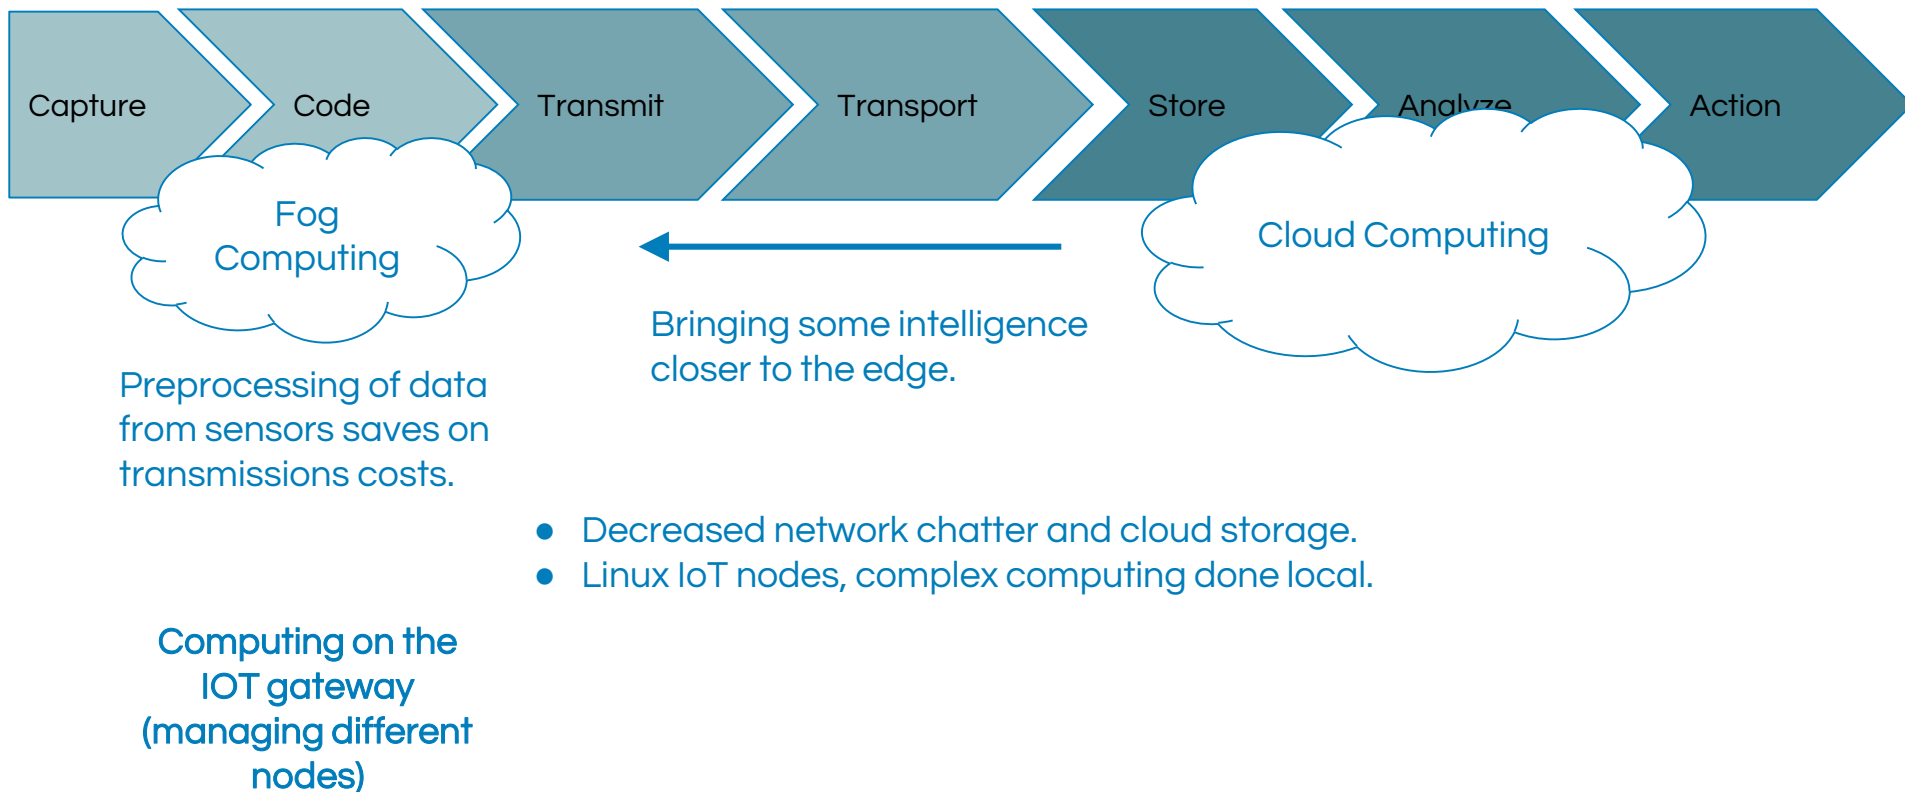 Capture
Code
Transmit
Transport
Store
Analyze
Action
Fog
Computing
Cloud Computing
Bringing some intelligence
closer to the edge.
Preprocessing of data
from sensors saves on
transmissions costs.
● Decreased network chatter and cloud storage.
● Linux IoT nodes, complex computing done local.
Computing on the
IOT gateway
(managing different
nodes)